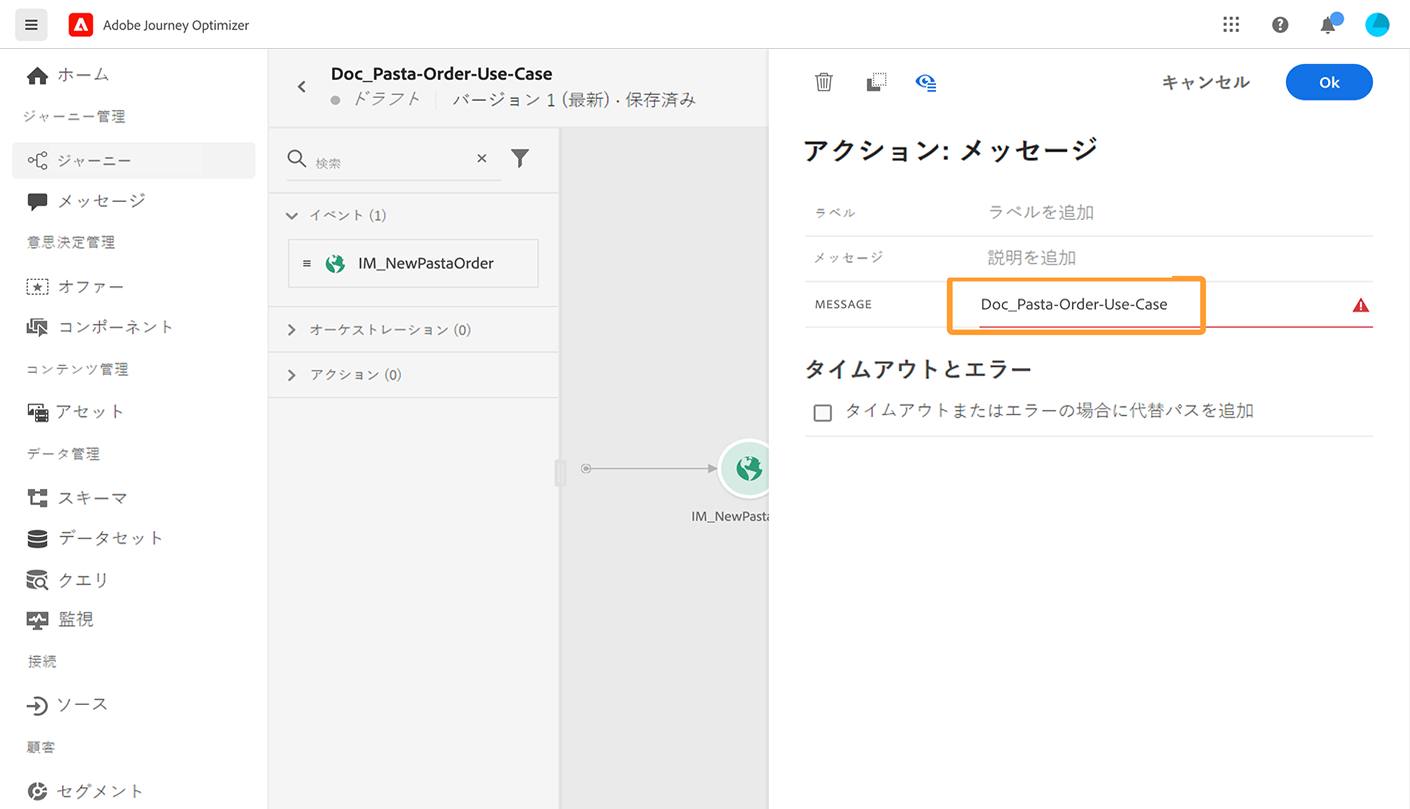 Adobe Journey Optimizer
ホーム
ジャーニー管理
ジャーニー
メッセージ
意思決定管理
オファー
コンポーネント
コンテンツ管理
アセット
データ管理
スキーマ
データセット
クエリ
監視
接続
ソース
顧客
セグメント
Doc_Pasta-Order-Use-Case
ドラフト
バージョン 1 (最新) · 保存済み
検索
イベント (1)
IM_NewPastaOrder
オーケストレーション (0)
アクション (0)
IM_NewPasta
キャンセル
Ok
アクション: メッセージ
ラベル
ラベルを追加
メッセージ
説明を追加
MESSAGE
Doc_Pasta-Order-Use-Case
タイムアウトとエラー
タイムアウトまたはエラーの場合に代替パスを追加